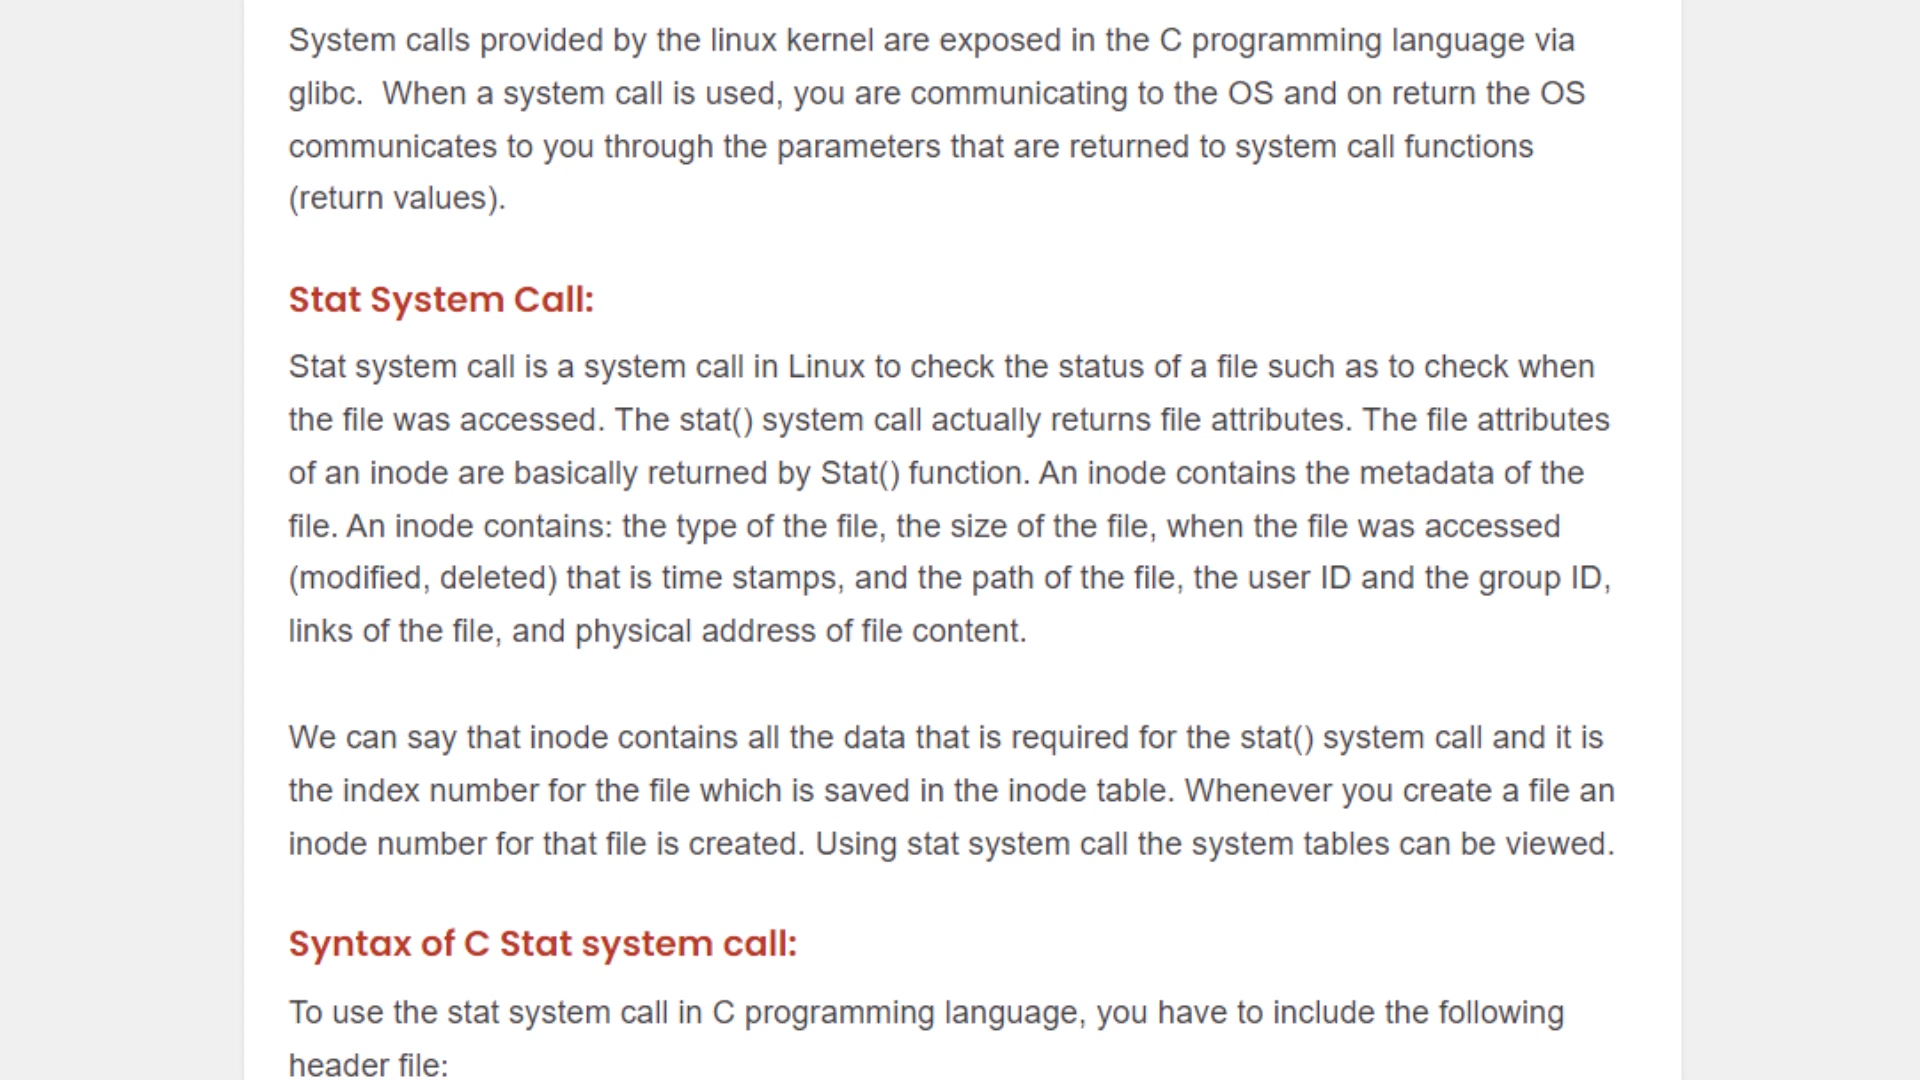 System calls provided by the linux kernel are exposed in the C programming language via
glibc.  When a system call is used, you are communicating to the OS and on return the OS
communicates to you through the parameters that are returned to system call functions
(return values).
Stat System Call:
Stat system call is a system call in Linux to check the status of a file such as to check when
the file was accessed. The stat() system call actually returns file attributes. The file attributes
of an inode are basically returned by Stat() function. An inode contains the metadata of the
file. An inode contains: the type of the file, the size of the file, when the file was accessed
(modified, deleted) that is time stamps, and the path of the file, the user ID and the group ID,
links of the file, and physical address of file content.
We can say that inode contains all the data that is required for the stat() system call and it is
the index number for the file which is saved in the inode table. Whenever you create a file an
inode number for that file is created. Using stat system call the system tables can be viewed.
Syntax of C Stat system call:
To use the stat system call in C programming language, you have to include the following
header file: